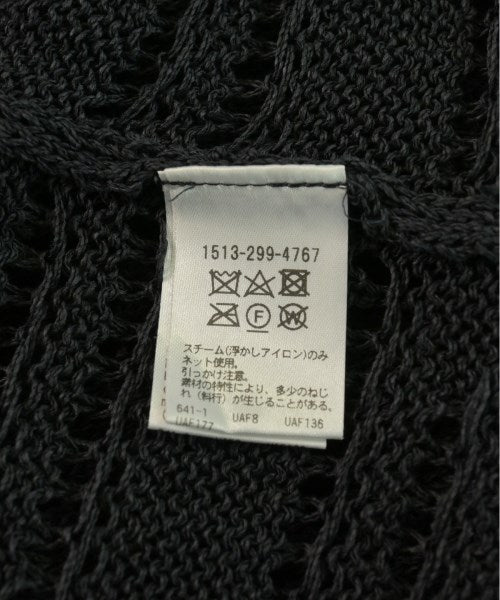 1513-299-4767
F W
スチーム(浮かしアイロン)のみ
ネット使用。
引っかけ注意。
素材の特性により、多少のねじ
れ(斜行)が生じることがある。
641-1
UAF177 UAF8 UAF136